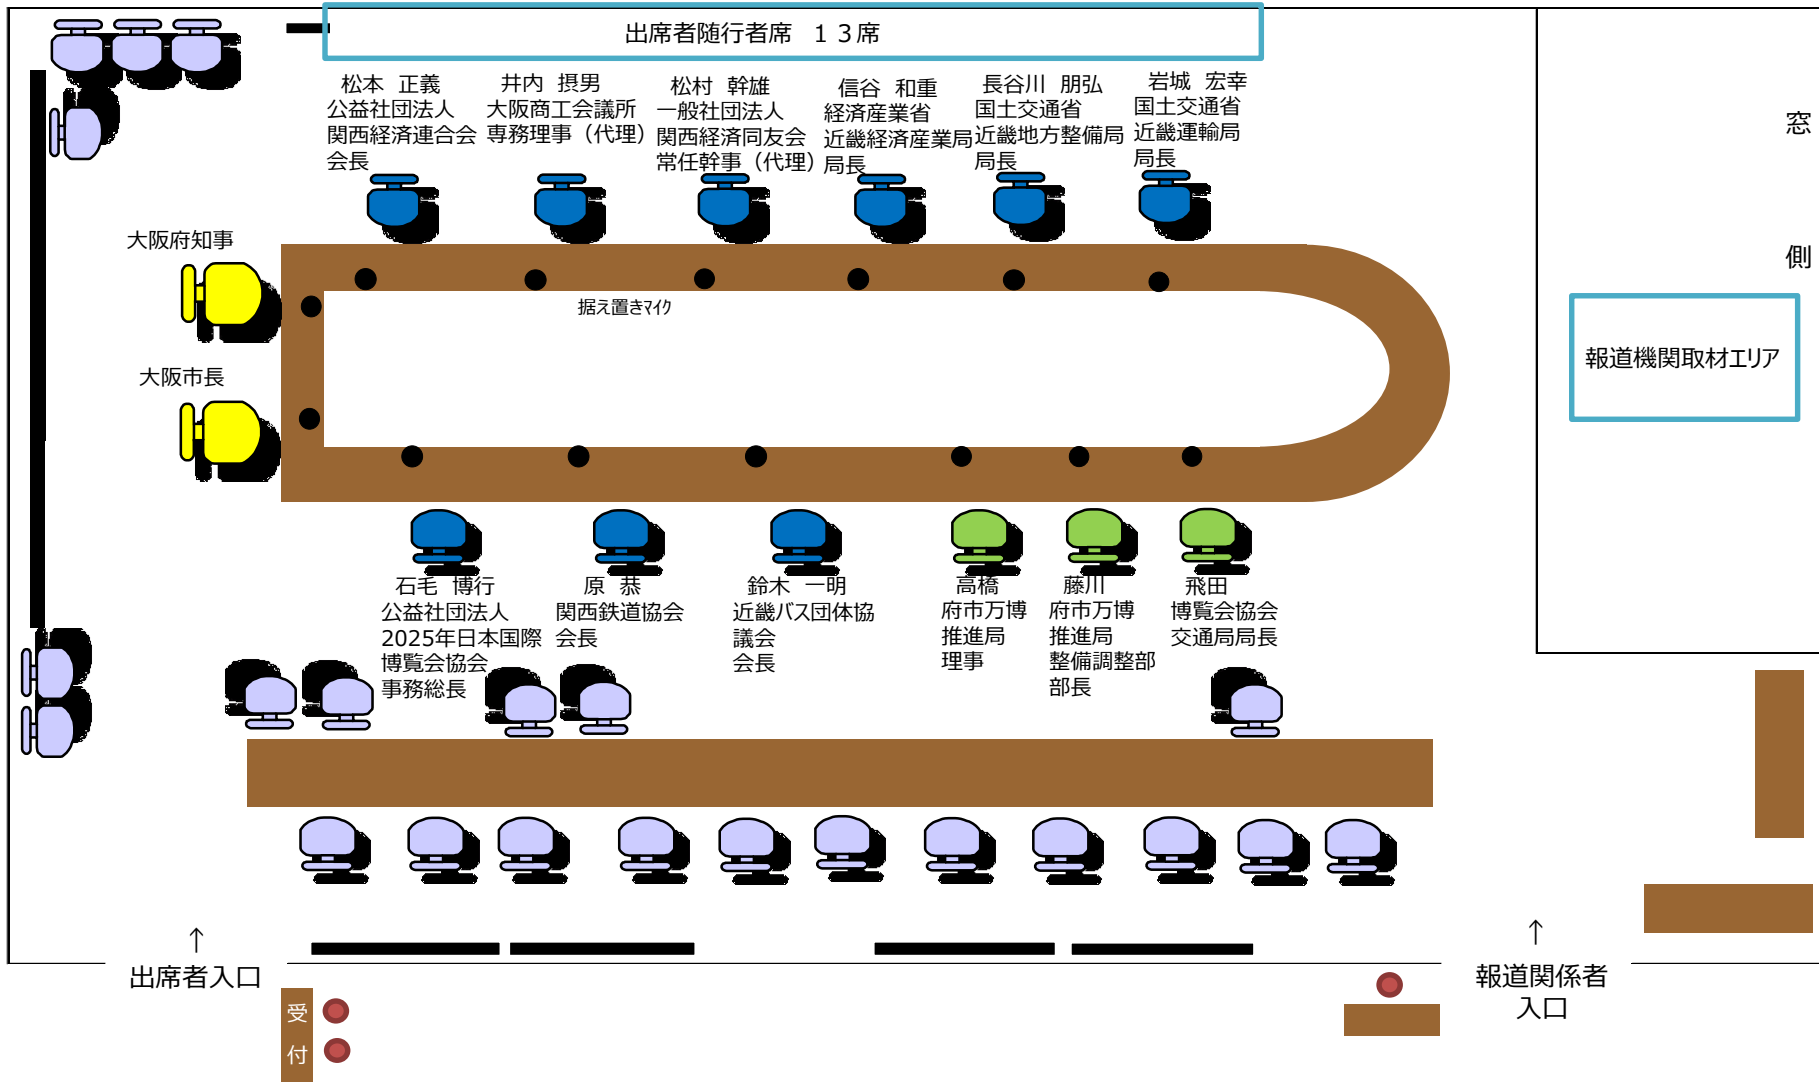 出席者随行者席　１３席
松本　正義
公益社団法人
関西経済連合会
会長
井内　摂男
大阪商工会議所
専務理事（代理）
松村　幹雄
一般社団法人
関西経済同友会
常任幹事（代理）
信谷　和重
経済産業省
近畿経済産業局
局長
長谷川　朋弘
国土交通省
近畿地方整備局
局長
岩城　宏幸
国土交通省
近畿運輸局
局長
窓
側
大阪府知事
据え置きマイク
報道機関取材エリア
大阪市長
石毛　博行
公益社団法人
2025年日本国際
博覧会協会
事務総長
原　恭
関西鉄道協会
会長
鈴木　一明
近畿バス団体協
議会
会長
高橋
府市万博
推進局
理事
藤川
府市万博
推進局
整備調整部
部長
飛田
博覧会協会
交通局局長
↑
出席者入口
↑
報道関係者
入口
受
付